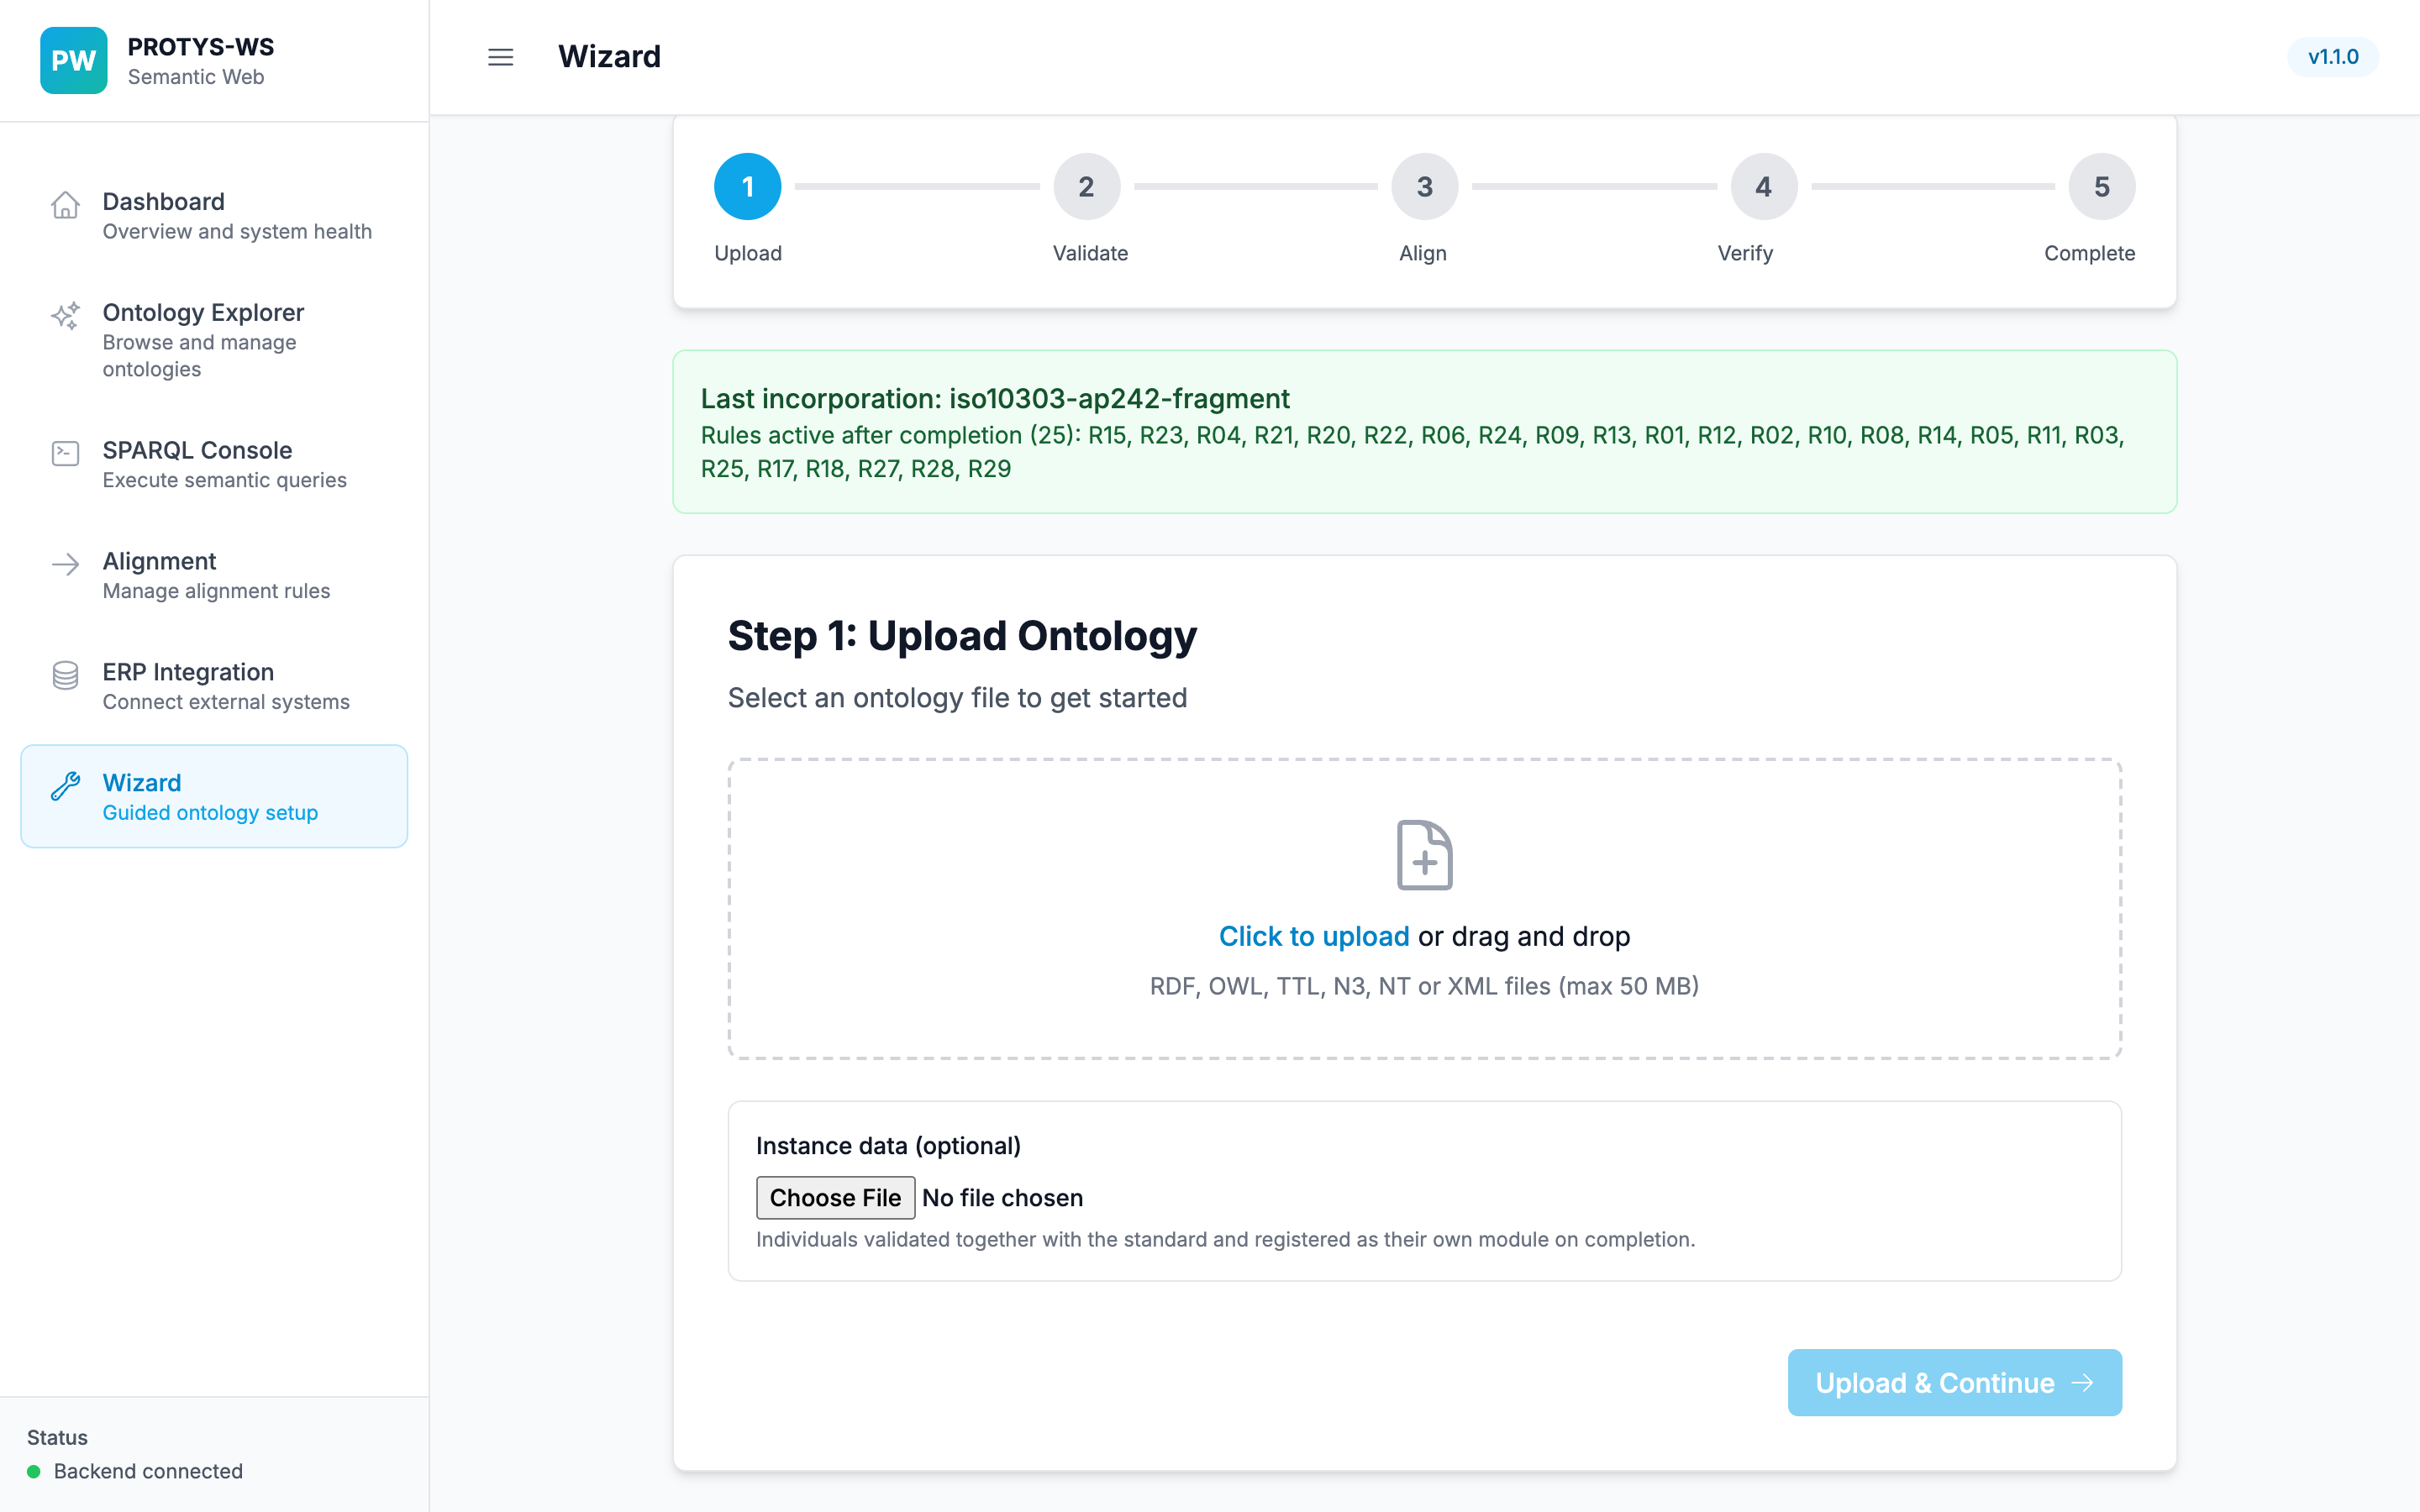 PW
PROTYS-WS
Semantic Web
Dashboard
Overview and system health
Ontology Explorer
Browse and manage
ontologies
SPARQL Console
Execute semantic queries
Alignment
Manage alignment rules
ERP Integration
Connect external systems
Wizard
Guided ontology setup
Status
Backend connected
Wizard
v1.1.0
1
2
3
4
5
Upload
Validate
Align
Verify
Complete
Last incorporation: iso10303-ap242-fragment
Rules active after completion (25): R15, R23, R04, R21, R20, R22, R06, R24, R09, R13, R01, R12, R02, R10, R08, R14, R05, R11, R03,
R25, R17, R18, R27, R28, R29
Step 1: Upload Ontology
Select an ontology file to get started
Click to upload or drag and drop
RDF, OWL, TTL, N3, NT or XML files (max 50 MB)
Instance data (optional)
Choose File No file chosen
Individuals validated together with the standard and registered as their own module on completion.
Upload & Continue →